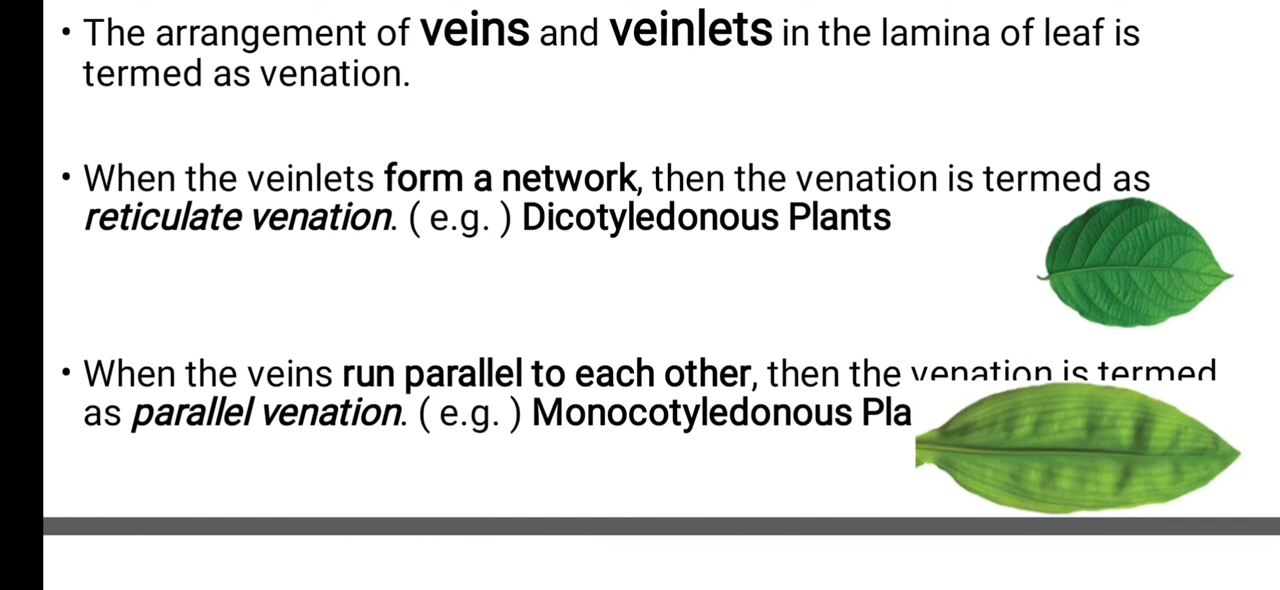 • The arrangement of veins and veinlets in the lamina of leaf is
termed as venation.
• When the veinlets form a network, then the venation is termed as
reticulate venation. ( e.g. ) Dicotyledonous Plants
• When the veins run parallel to each other, then the venation is termed
as parallel venation. ( e.g. ) Monocotyledonous Pla